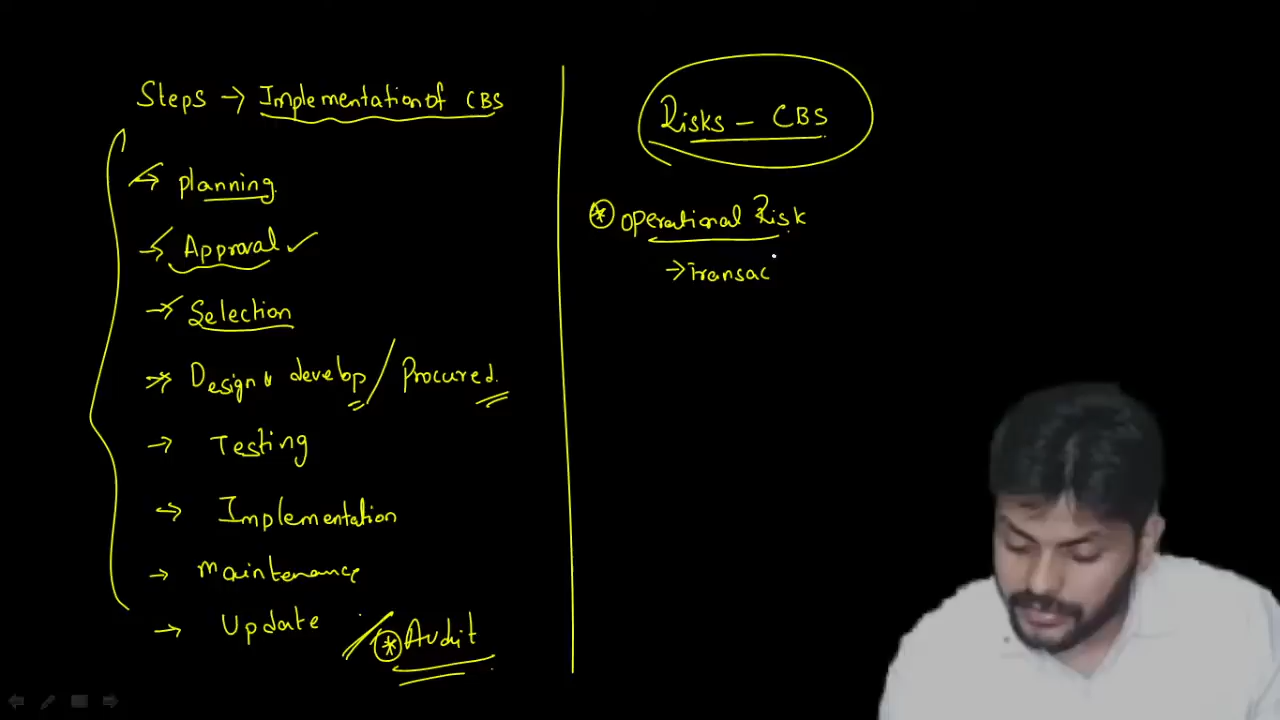 Steps → Implementation of CBS
→ planning
→ Approval ✓
→ Selection
→ Design & develop / Procured.
→ Testing
→ Implementation
→ Maintenance
→ Update
* Audit
Risks - CBS
* Operational Risk
→ Transac